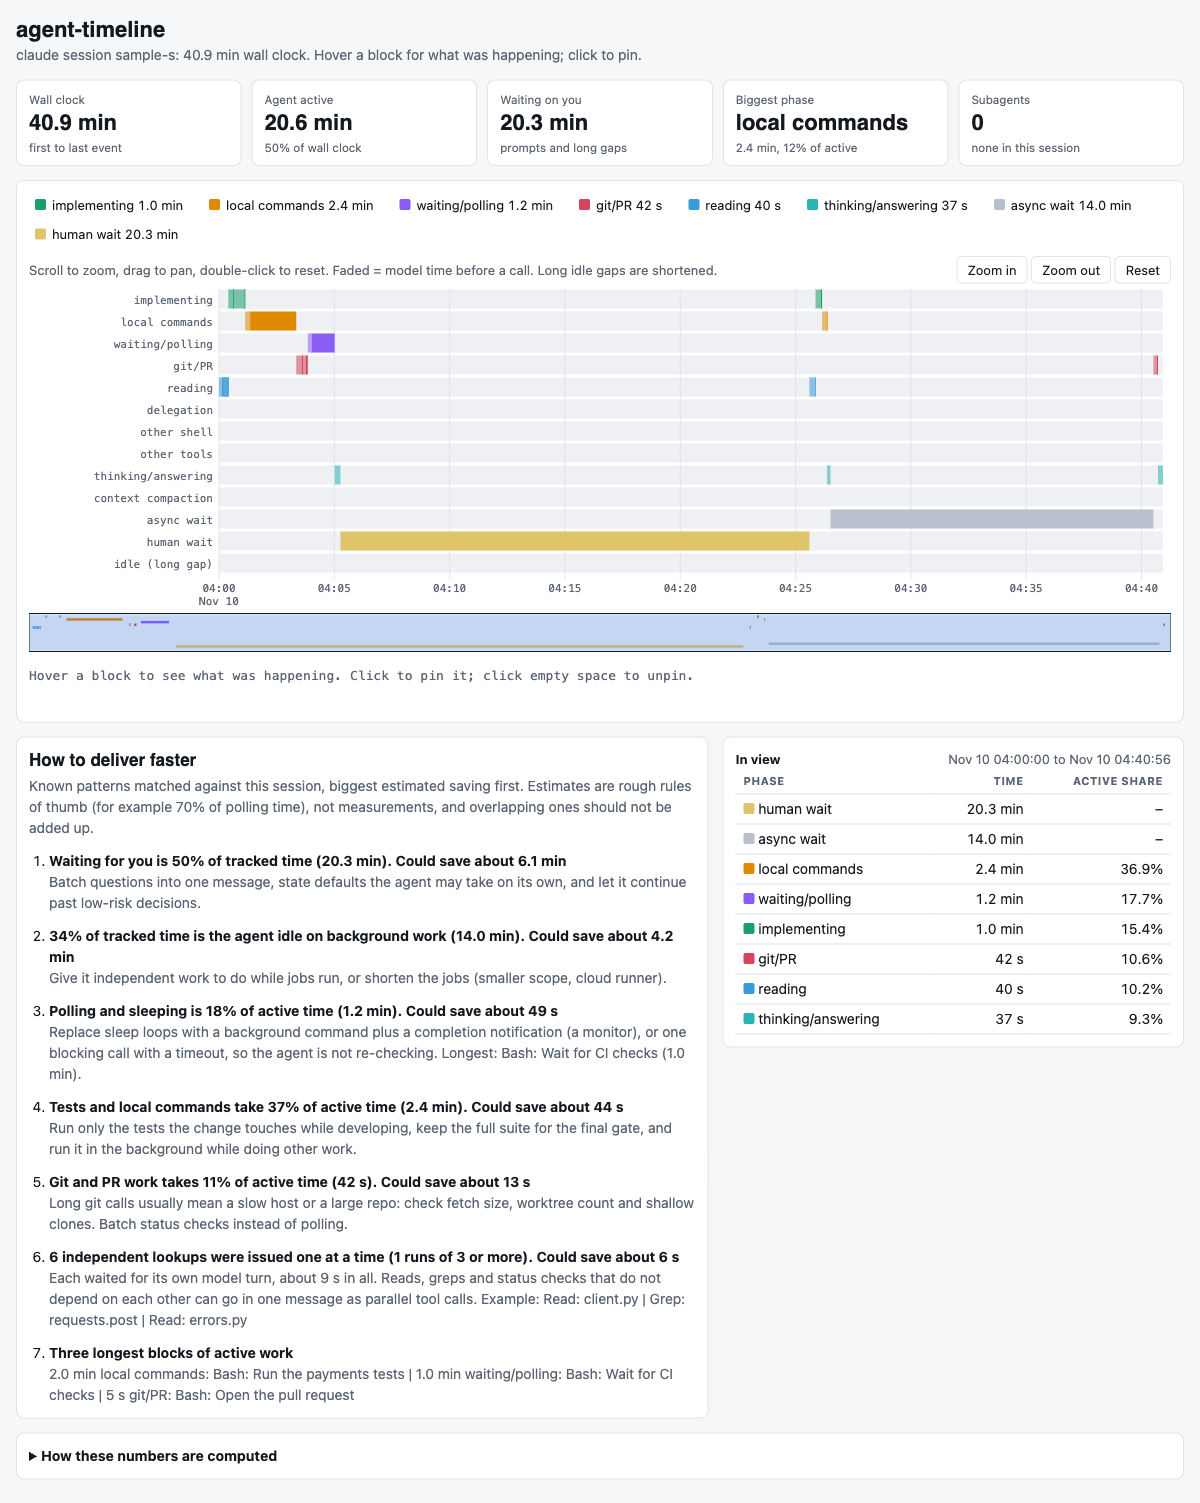 agent-timeline
claude session sample-s: 40.9 min wall clock. Hover a block for what was happening; click to pin.
Wall clock
40.9 min
first to last event
Agent active
20.6 min
50% of wall clock
Waiting on you
20.3 min
prompts and long gaps
Biggest phase
local commands
2.4 min, 12% of active
Subagents
0
none in this session
implementing 1.0 min
local commands 2.4 min
waiting/polling 1.2 min
git/PR 42 s
reading 40 s
thinking/answering 37 s
async wait 14.0 min
human wait 20.3 min
Scroll to zoom, drag to pan, double-click to reset. Faded = model time before a call. Long idle gaps are shortened.
Zoom in
Zoom out
Reset
implementing
local commands
waiting/polling
git/PR
reading
delegation
other shell
other tools
thinking/answering
context compaction
async wait
human wait
idle (long gap)
04:00 04:05 04:10 04:15 04:20 04:25 04:30 04:35 04:40
Nov 10
Hover a block to see what was happening. Click to pin it; click empty space to unpin.
How to deliver faster
Known patterns matched against this session, biggest estimated saving first. Estimates are rough rules
of thumb (for example 70% of polling time), not measurements, and overlapping ones should not be
added up.
1. Waiting for you is 50% of tracked time (20.3 min). Could save about 6.1 min
Batch questions into one message, state defaults the agent may take on its own, and let it continue
past low-risk decisions.
2. 34% of tracked time is the agent idle on background work (14.0 min). Could save about 4.2
min
Give it independent work to do while jobs run, or shorten the jobs (smaller scope, cloud runner).
3. Polling and sleeping is 18% of active time (1.2 min). Could save about 49 s
Replace sleep loops with a background command plus a completion notification (a monitor), or one
blocking call with a timeout, so the agent is not re-checking. Longest: Bash: Wait for CI checks (1.0
min).
4. Tests and local commands take 37% of active time (2.4 min). Could save about 44 s
Run only the tests the change touches while developing, keep the full suite for the final gate, and
run it in the background while doing other work.
5. Git and PR work takes 11% of active time (42 s). Could save about 13 s
Long git calls usually mean a slow host or a large repo: check fetch size, worktree count and shallow
clones. Batch status checks instead of polling.
6. 6 independent lookups were issued one at a time (1 runs of 3 or more). Could save about 6 s
Each waited for its own model turn, about 9 s in all. Reads, greps and status checks that do not
depend on each other can go in one message as parallel tool calls. Example: Read: client.py | Grep:
requests.post | Read: errors.py
7. Three longest blocks of active work
2.0 min local commands: Bash: Run the payments tests | 1.0 min waiting/polling: Bash: Wait for CI
checks | 5 s git/PR: Bash: Open the pull request
In view
Nov 10 04:00:00 to Nov 10 04:40:56
PHASE TIME ACTIVE SHARE
human wait 20.3 min –
async wait 14.0 min –
local commands 2.4 min 36.9%
waiting/polling 1.2 min 17.7%
implementing 1.0 min 15.4%
git/PR 42 s 10.6%
reading 40 s 10.2%
thinking/answering 37 s 9.3%
How these numbers are computed